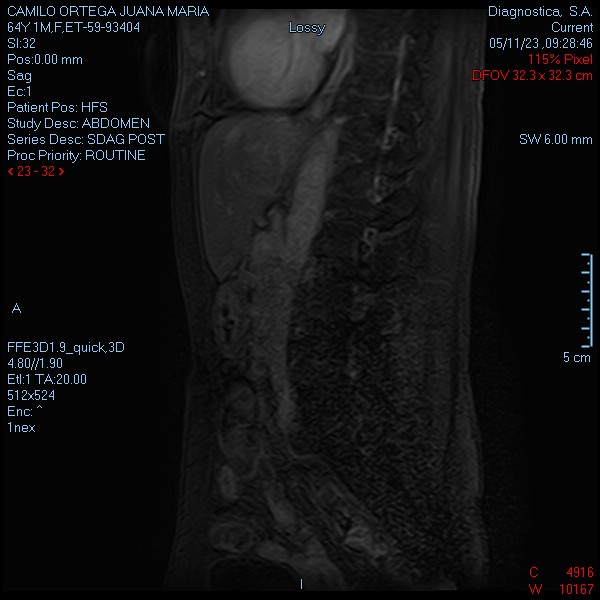 CAMILO ORTEGA JUANA MARIA
64Y 1M,F,ET-59-93404
SI:32
Pos:0.00 mm
Sag
Ec:1
Patient Pos: HFS
Study Desc: ABDOMEN
Series Desc: SDAG POST
Proc Priority: ROUTINE
< 23 - 32 >
Lossy
Diagnostica, S.A.
Current
05/11/23 ,09:28:46
115% Pixel
DFOV 32.3 x 32.3 cm
SW 6.00 mm
A
5 cm
FFE3D1.9_quick,3D
4.80//1.90
Etl:1 TA:20.00
512x524
Enc: ^
1nex
I
C 4916
W 10167